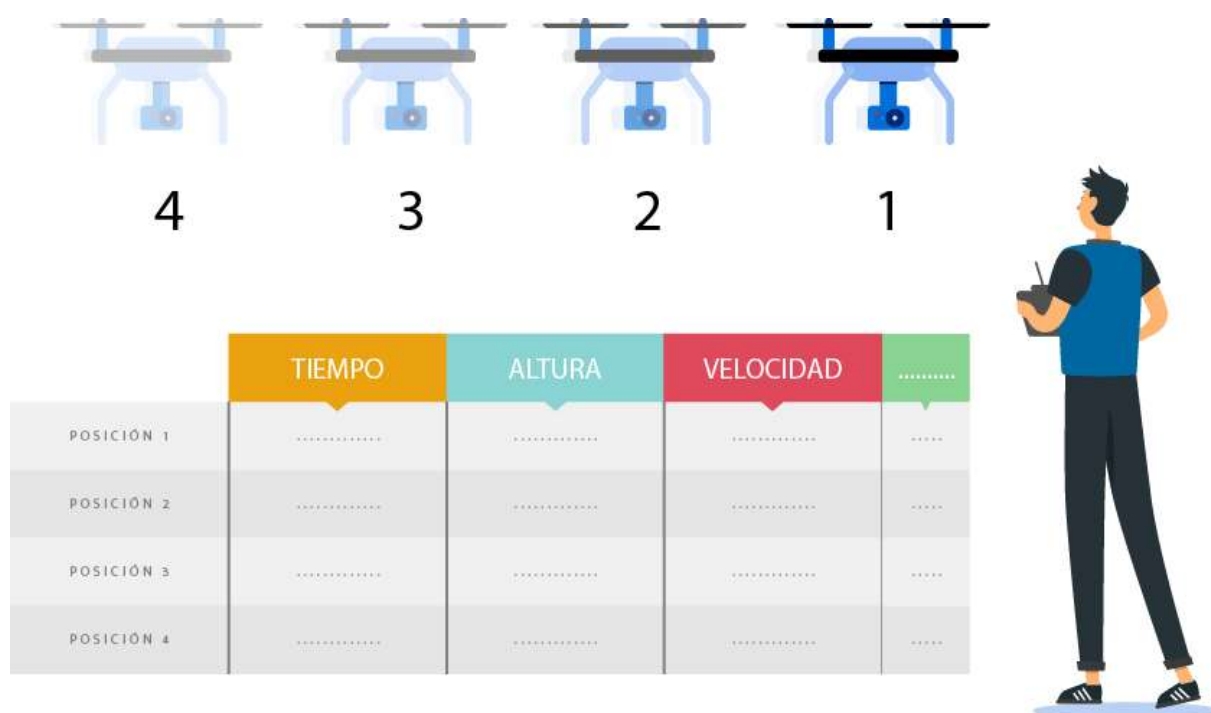 4 3 2 1
TIEMPO ALTURA VELOCIDAD ..........
POSICIÓN 1 ............. ............. ............. .....
POSICIÓN 2 ............. ............. ............. .....
POSICIÓN 3 ............. ............. ............. .....
POSICIÓN 4 ............. ............. ............. .....